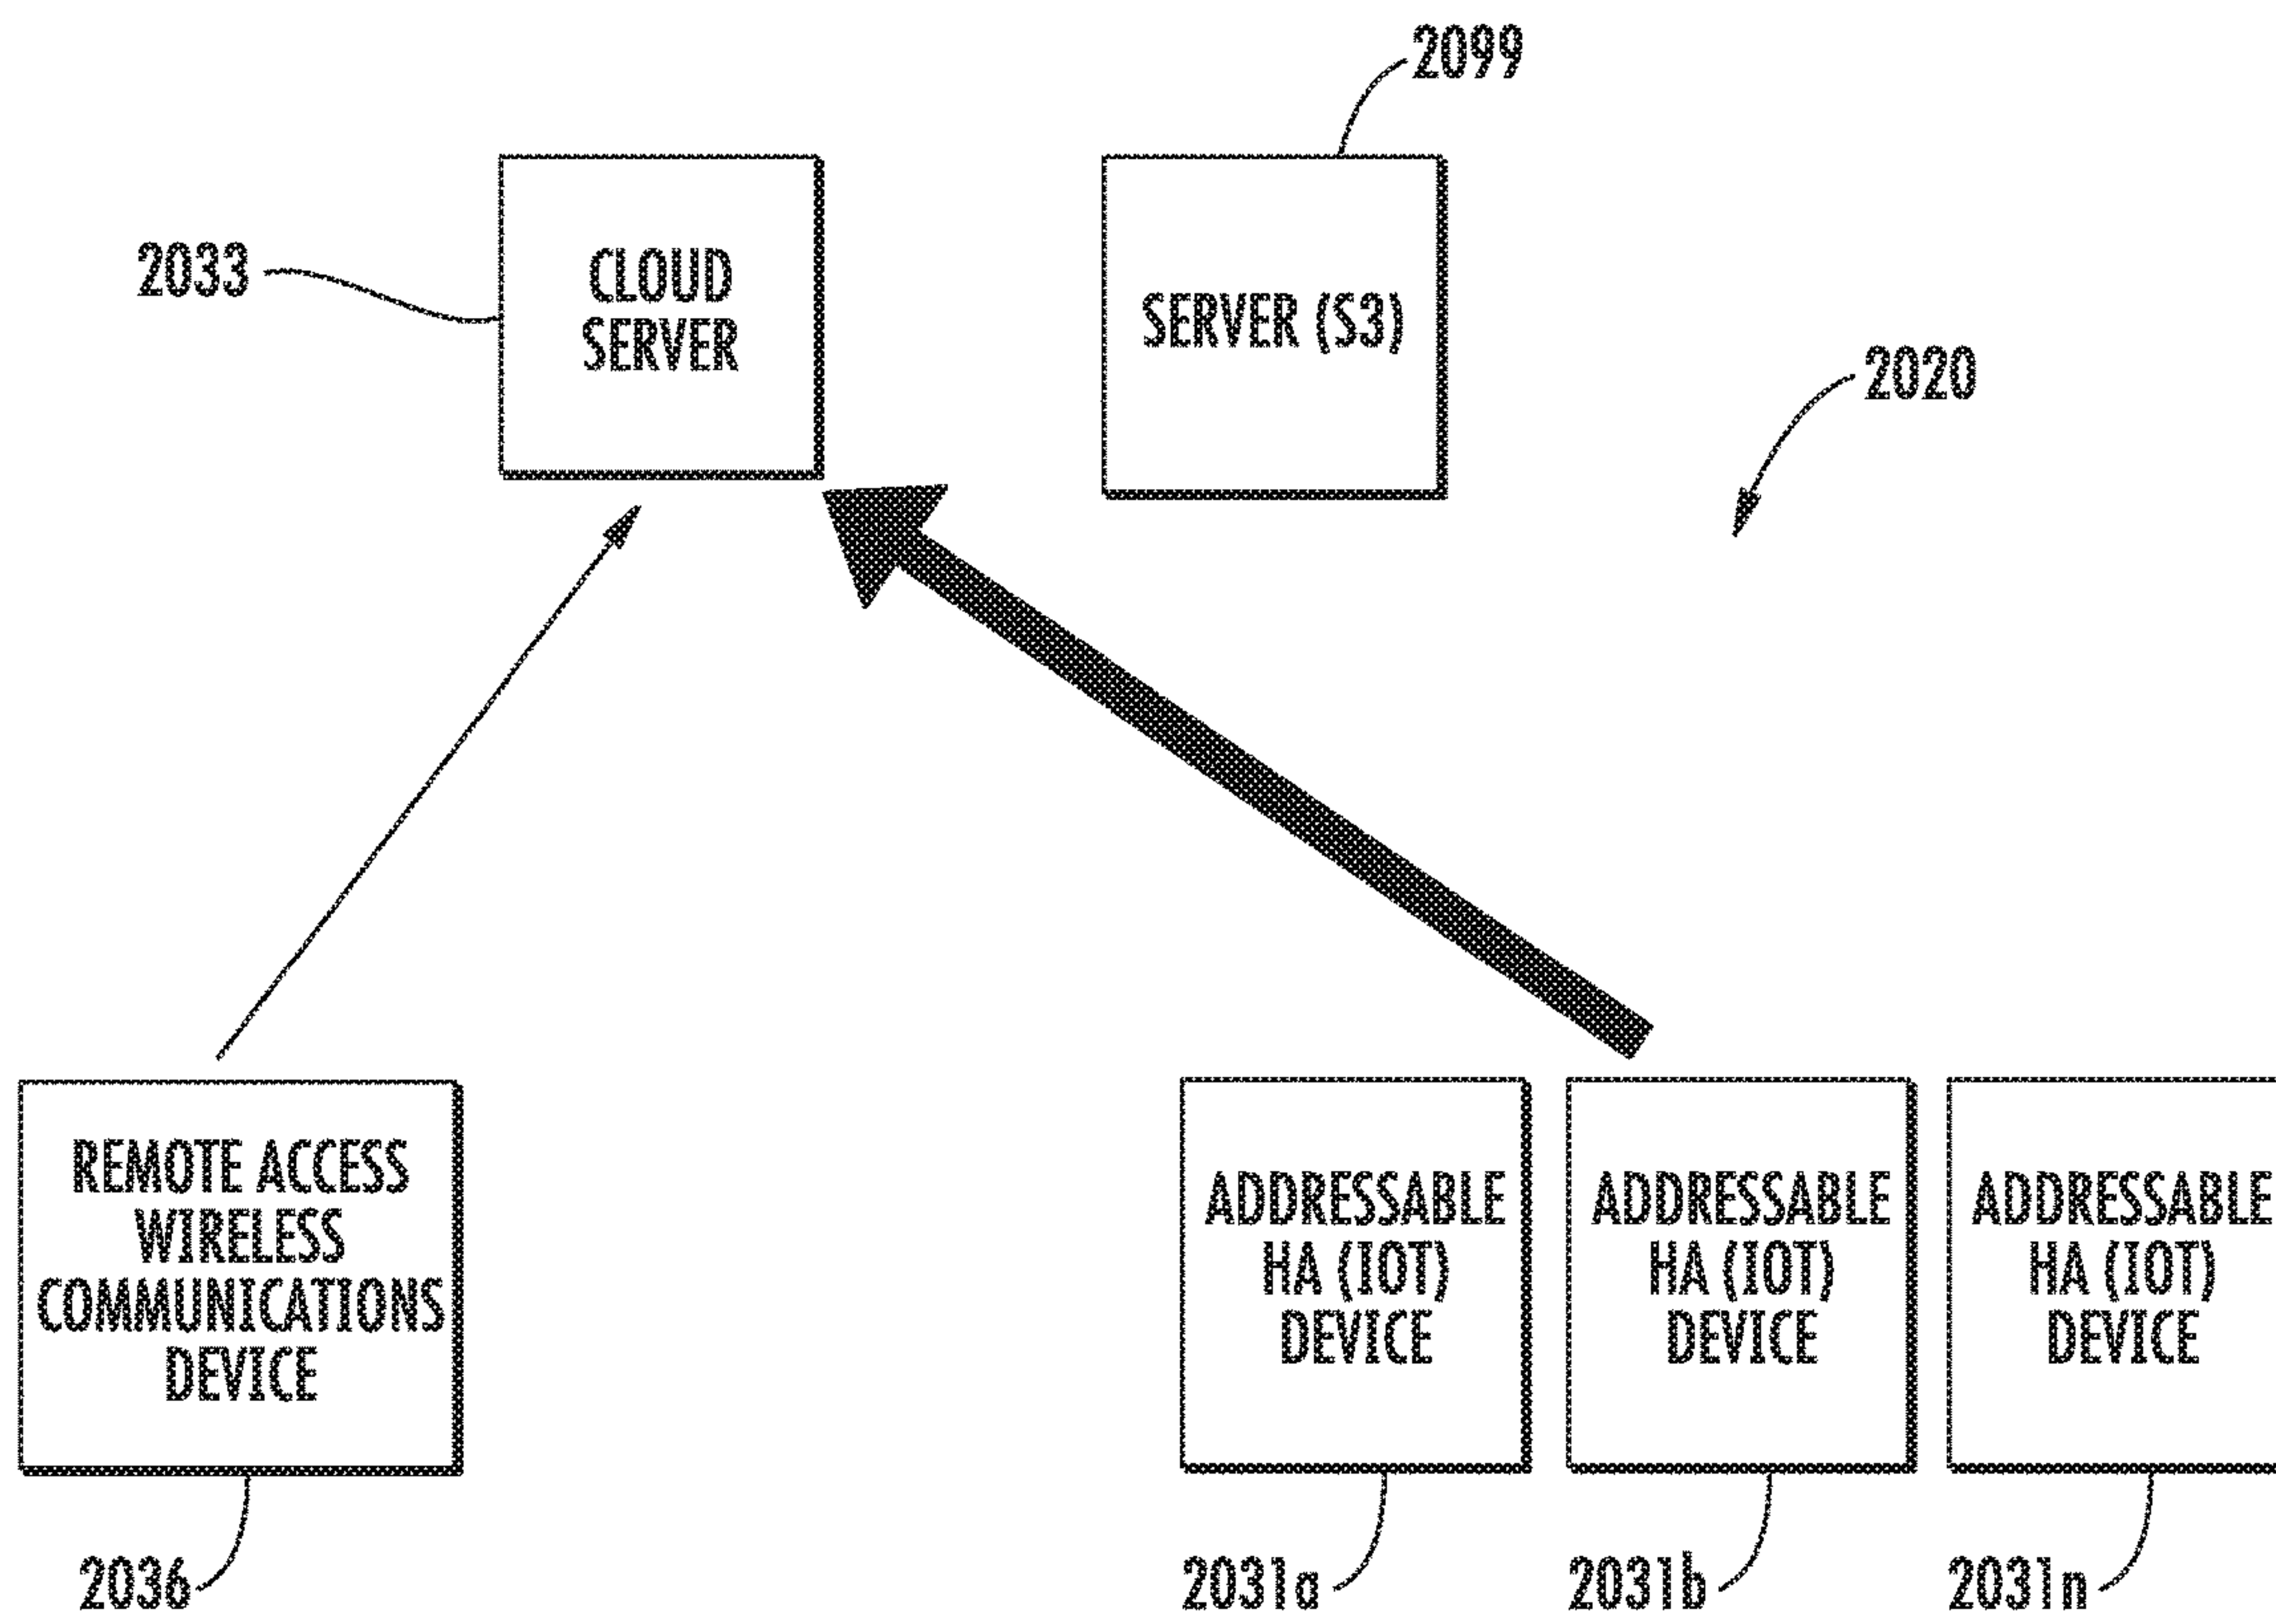 2099
2033
CLOUD
SERVER
SERVER (S3)
2020
REMOTE ACCESS
WIRELESS
COMMUNICATIONS
DEVICE
ADDRESSABLE
HA (IOT)
DEVICE
ADDRESSABLE
HA (IOT)
DEVICE
ADDRESSABLE
HA (IOT)
DEVICE
2036
2031a
2031b
2031n